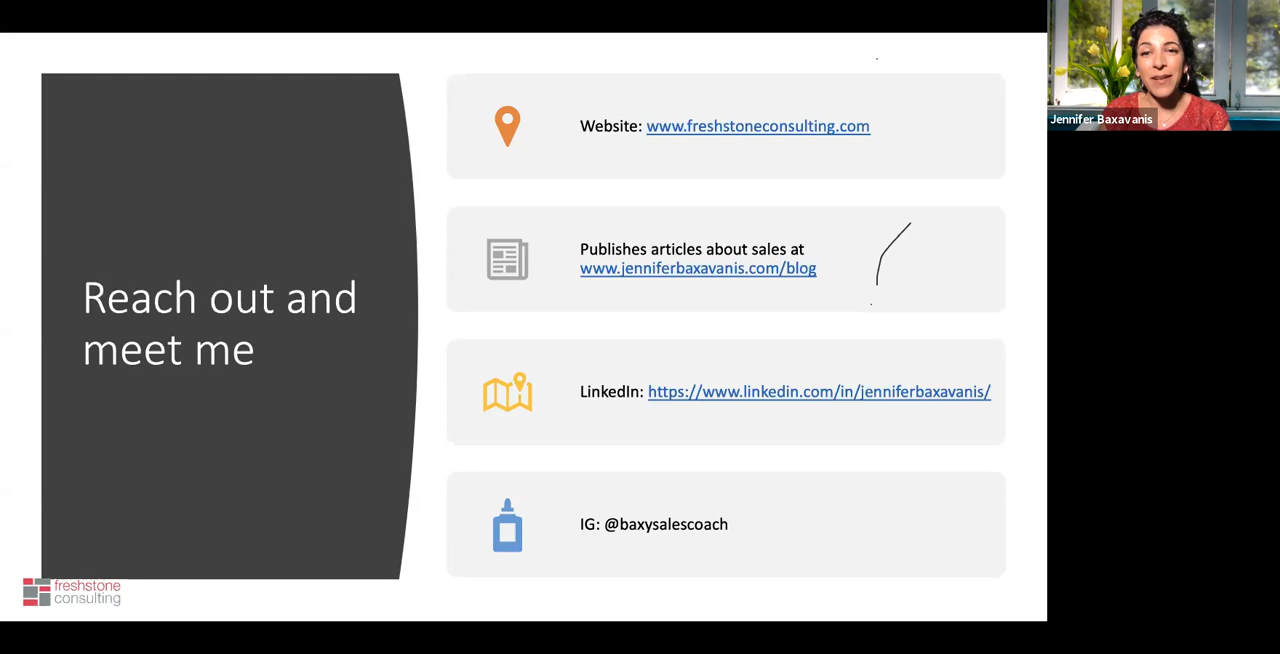 Reach out and
meet me
Website: www.freshstoneconsulting.com
Publishes articles about sales at
www.jenniferbaxavanis.com/blog
LinkedIn: https://www.linkedin.com/in/jenniferbaxavanis/
IG: @baxysalescoach
freshstone
consulting
Jennifer Baxavanis